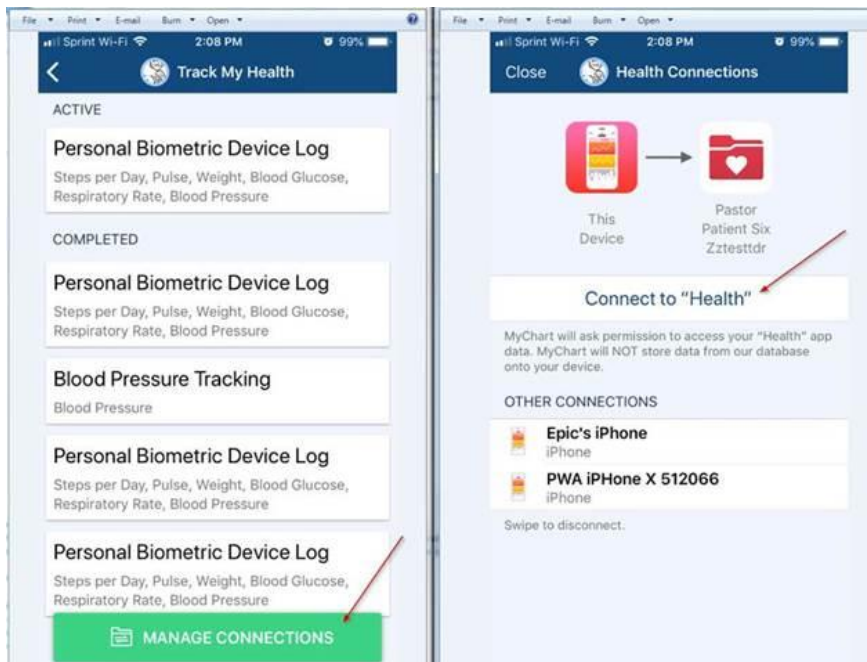 File Print E-mail Burn Open
Sprint Wi-Fi 2:08 PM 99%
Track My Health
ACTIVE
Personal Biometric Device Log
Steps per Day, Pulse, Weight, Blood Glucose,
Respiratory Rate, Blood Pressure
COMPLETED
Personal Biometric Device Log
Steps per Day, Pulse, Weight, Blood Glucose,
Respiratory Rate, Blood Pressure
Blood Pressure Tracking
Blood Pressure
Personal Biometric Device Log
Steps per Day, Pulse, Weight, Blood Glucose,
Respiratory Rate, Blood Pressure
Personal Biometric Device Log
Steps per Day, Pulse, Weight, Blood Glucose,
Respiratory Rate, Blood Pressure
MANAGE CONNECTIONS
File Print E-mail Burn Open
Sprint Wi-Fi 2:08 PM 99%
Close Health Connections
This
Device
Pastor
Patient Six
Zztesttdr
Connect to “Health”
MyChart will ask permission to access your “Health” app
data. MyChart will NOT store data from our database
onto your device.
OTHER CONNECTIONS
Epic's iPhone
iPhone
PWA iPHone X 512066
iPhone
Swipe to disconnect.